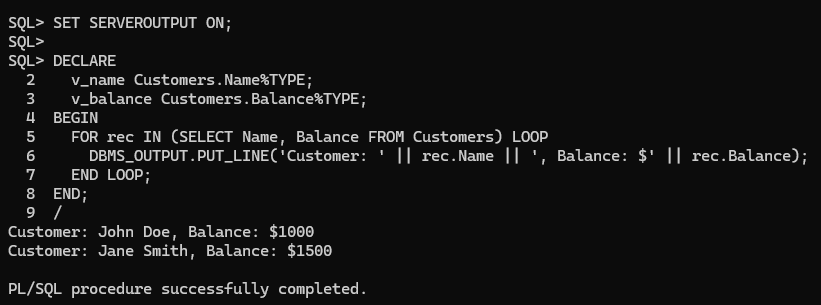 SQL> SET SERVEROUTPUT ON;
SQL>
SQL> DECLARE
  2    v_name Customers.Name%TYPE;
  3    v_balance Customers.Balance%TYPE;
  4  BEGIN
  5    FOR rec IN (SELECT Name, Balance FROM Customers) LOOP
  6      DBMS_OUTPUT.PUT_LINE('Customer: ' || rec.Name || ', Balance: $' || rec.Balance);
  7    END LOOP;
  8  END;
  9  /
Customer: John Doe, Balance: $1000
Customer: Jane Smith, Balance: $1500

PL/SQL procedure successfully completed.